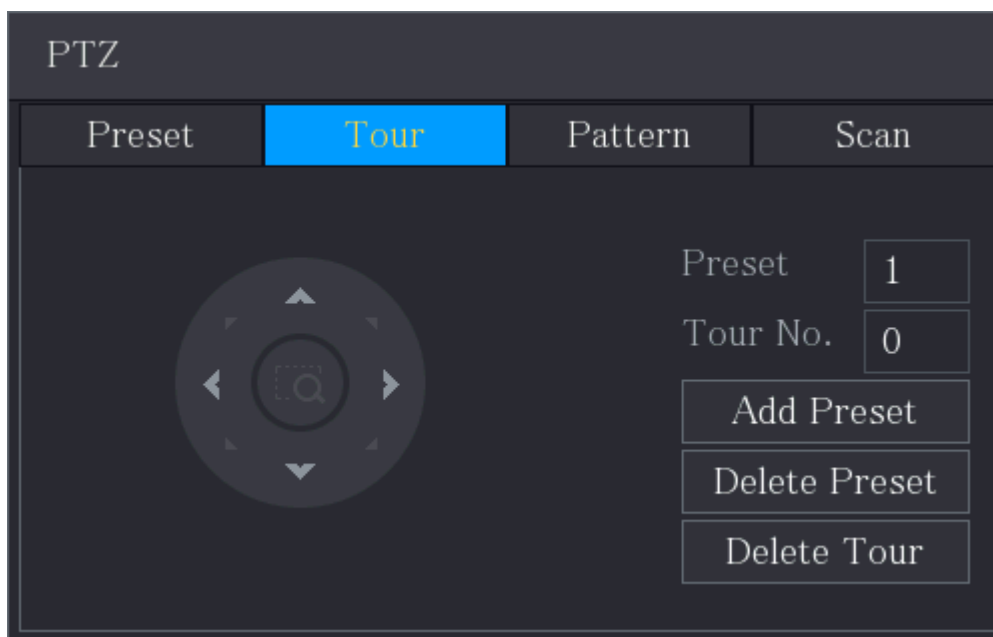 PTZ
Preset Tour Pattern Scan
Preset 1
Tour No. 0
Add Preset
Delete Preset
Delete Tour